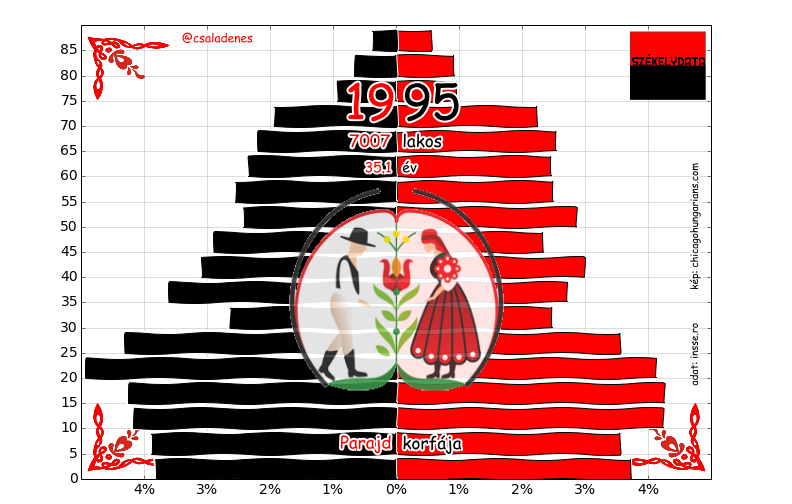 @csaladenes
SZÉKELYDATA
1995
7007 lakos
35.1 év
Parajd korfája
kép: chicagohungarians.com
adat: insse.ro
85
80
75
70
65
60
55
50
45
40
35
30
25
20
15
10
5
0
4% 3% 2% 1% 0% 1% 2% 3% 4%